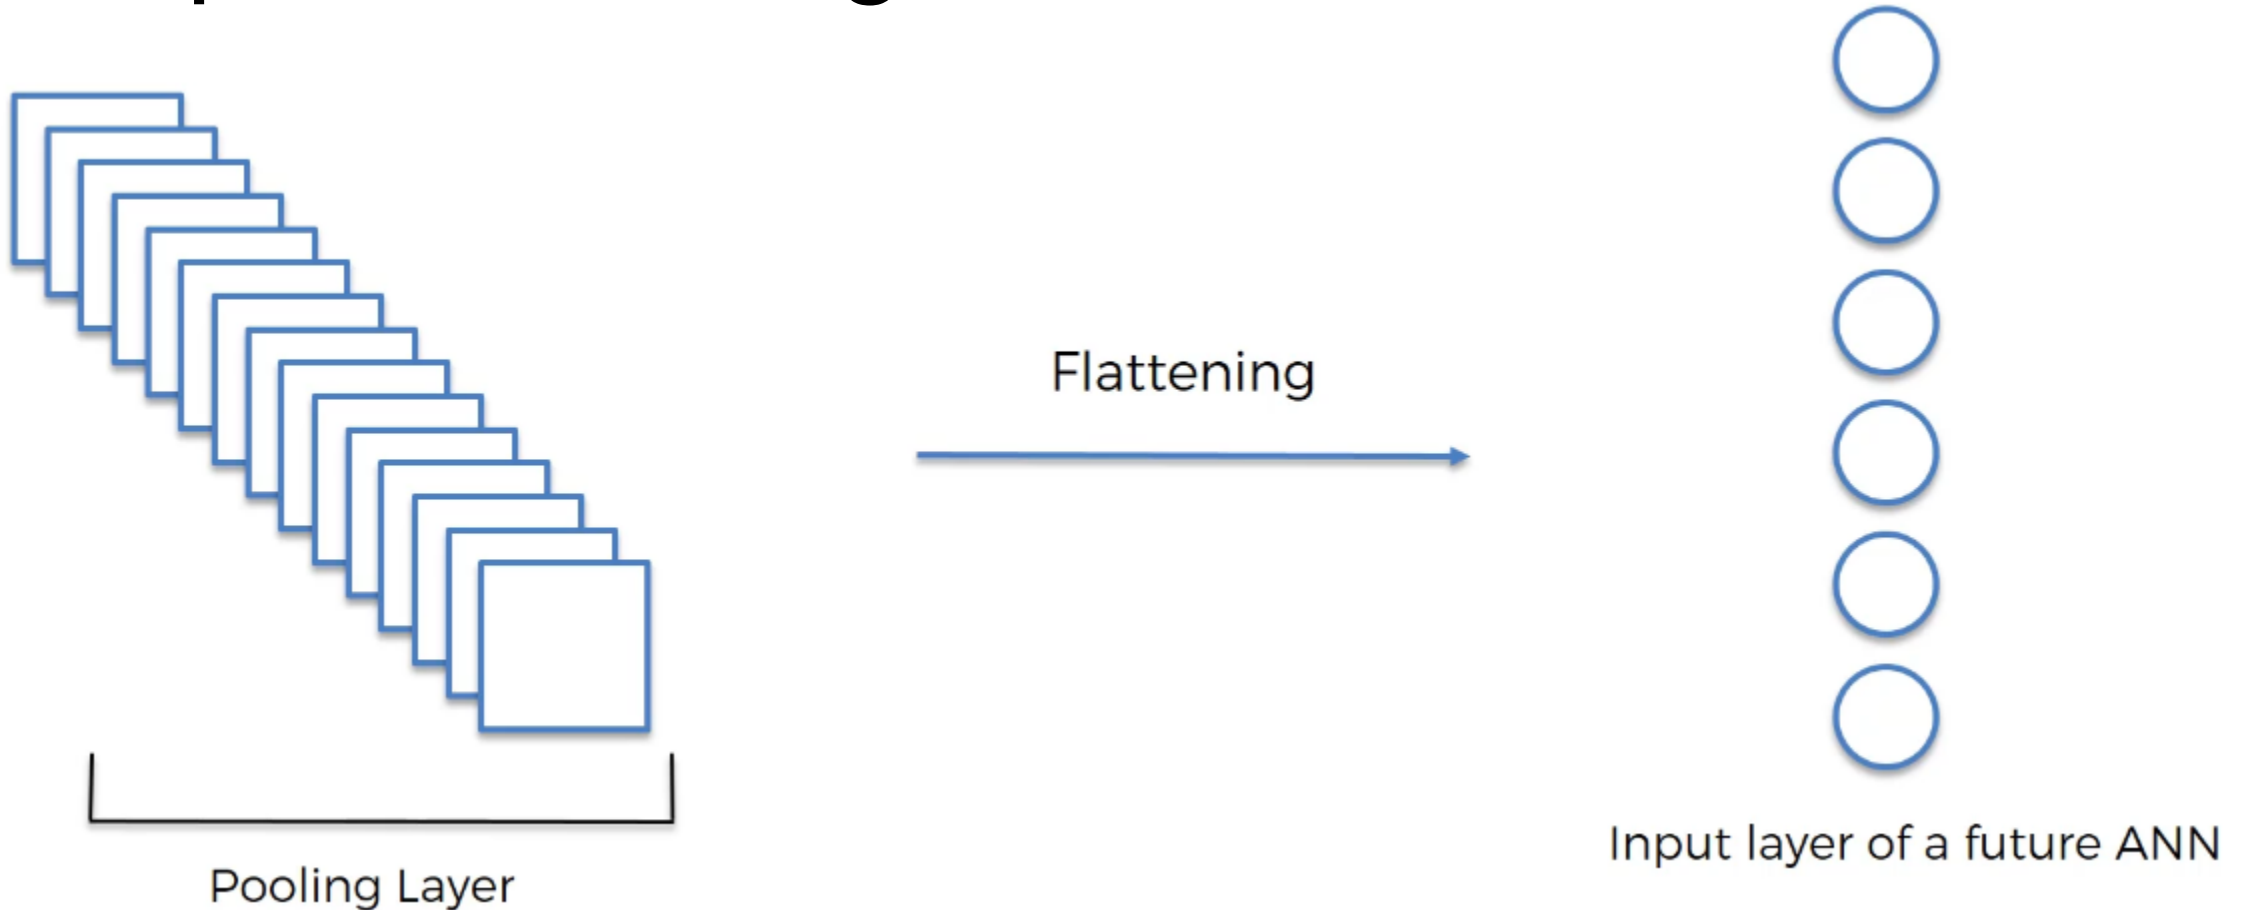 Flattening
Input layer of a future ANN
Pooling Layer